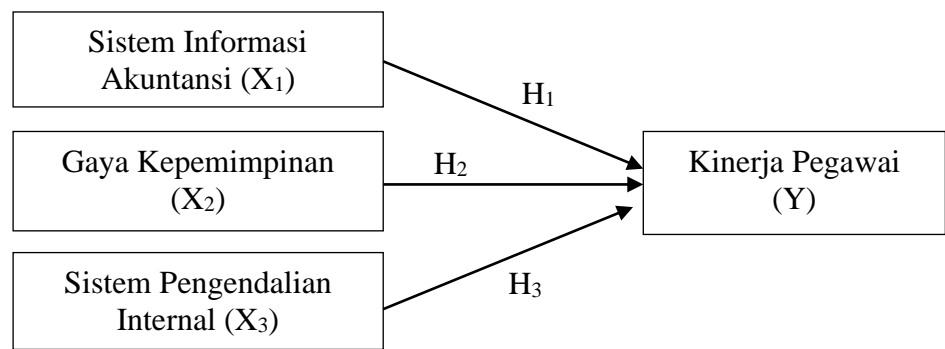 Sistem Informasi
Akuntansi (X₁)
H₁
Gaya Kepemimpinan
(X₂)
H₂
Kinerja Pegawai
(Y)
Sistem Pengendalian
Internal (X₃)
H₃